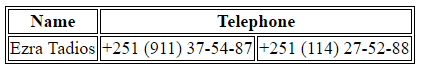 Name Telephone
Ezra Tadios +251 (911) 37-54-87 +251 (114) 27-52-88